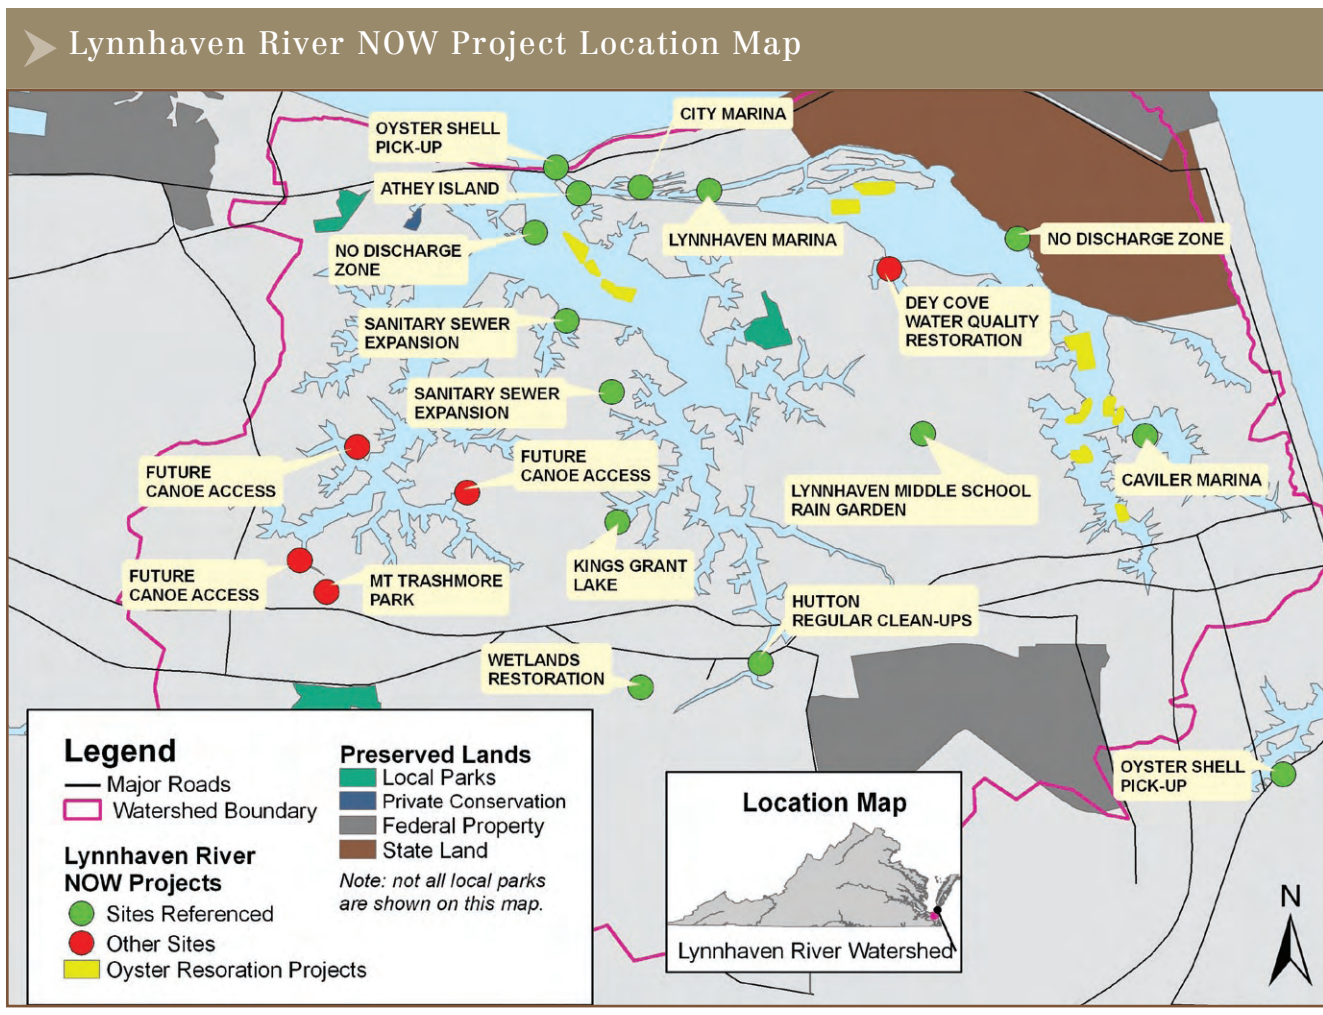 Lynnhaven River NOW Project Location Map
CITY MARINA
OYSTER SHELL
PICK-UP
ATHEY ISLAND
NO DISCHARGE
ZONE
LYNNHAVEN MARINA
NO DISCHARGE ZONE
DEY COVE
WATER QUALITY
RESTORATION
SANITARY SEWER
EXPANSION
SANITARY SEWER
EXPANSION
FUTURE
CANOE ACCESS
FUTURE
CANOE ACCESS
LYNNHAVEN MIDDLE SCHOOL
RAIN GARDEN
CAVILER MARINA
FUTURE
CANOE ACCESS
MT TRASHMORE
PARK
KINGS GRANT
LAKE
HUTTON
REGULAR CLEAN-UPS
WETLANDS
RESTORATION
OYSTER SHELL
PICK-UP
Legend
Major Roads
Watershed Boundary
Lynnhaven River
NOW Projects
Sites Referenced
Other Sites
Oyster Resoration Projects
Preserved Lands
Local Parks
Private Conservation
Federal Property
State Land
Note: not all local parks
are shown on this map.
Location Map
Lynnhaven River Watershed
N